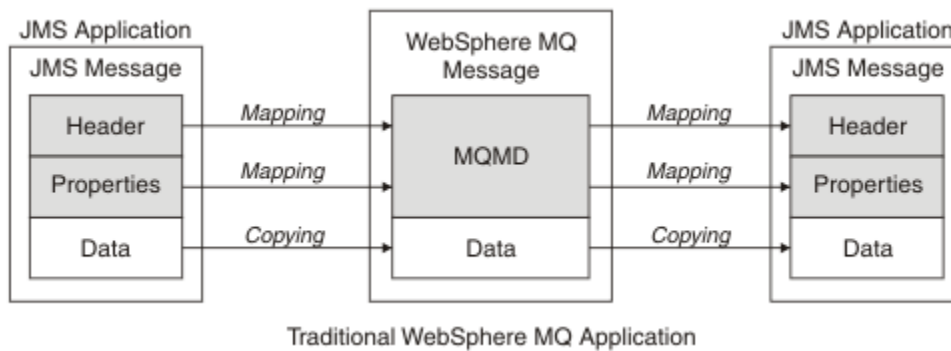 JMS Application
JMS Message
Header
Properties
Data
Mapping
Mapping
Copying
WebSphere MQ
Message
MQMD
Data
Mapping
Mapping
Copying
JMS Application
JMS Message
Header
Properties
Data
Traditional WebSphere MQ Application